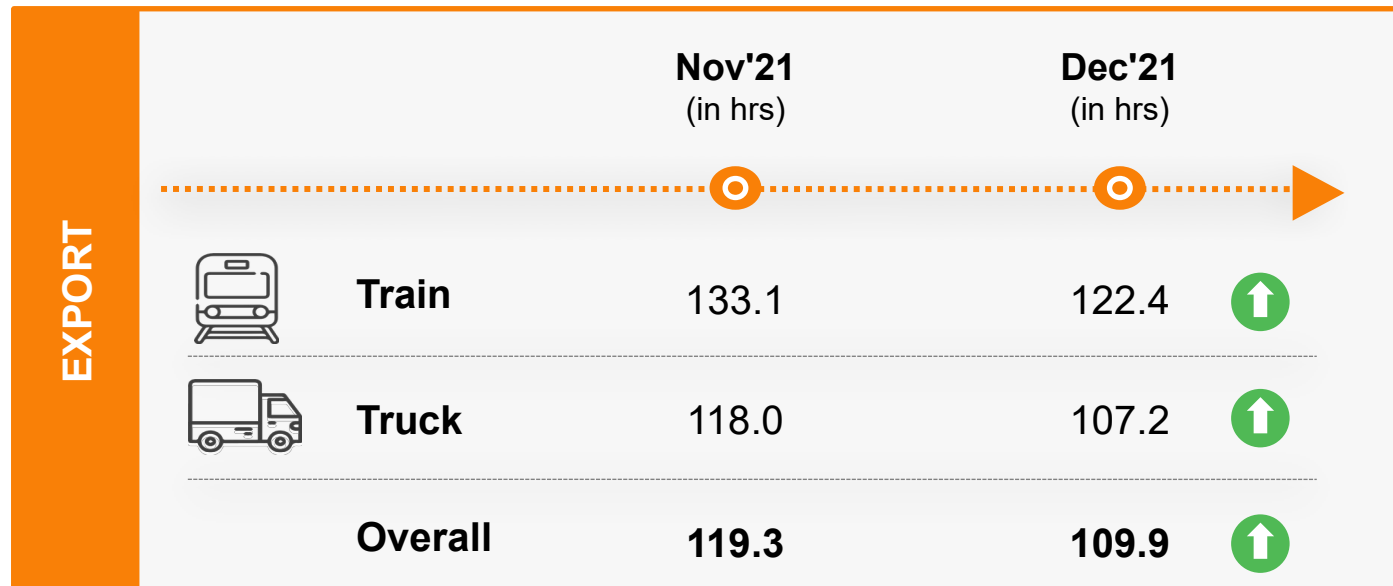 Nov'21 Dec'21
(in hrs) (in hrs)
EXPORT
Train 133.1 122.4
Truck 118.0 107.2
Overall 119.3 109.9